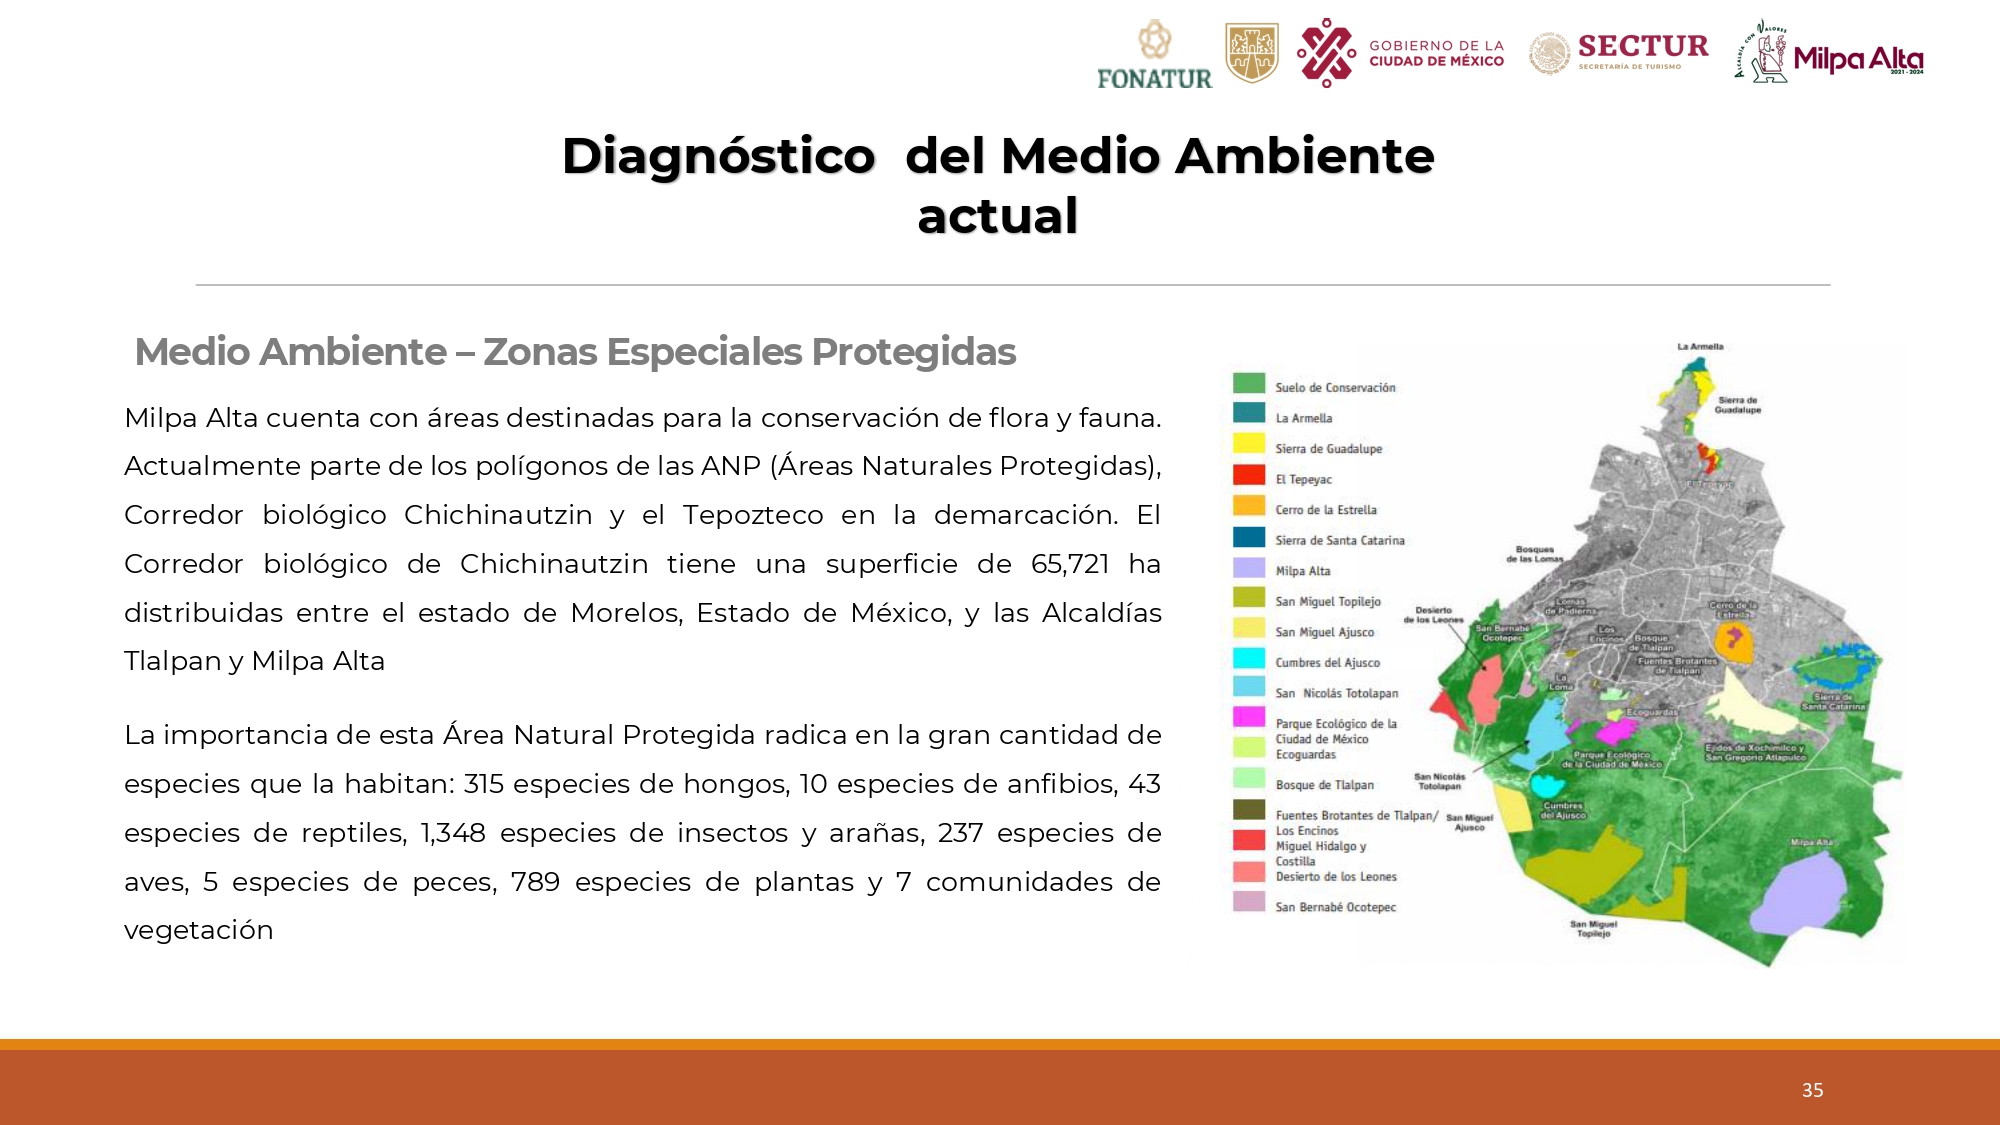 FONATUR
GOBIERNO DE LA
CIUDAD DE MÉXICO
SECTUR
SECRETARÍA DE TURISMO
ALCALDÍA CON VALORES
Milpa Alta
2021 - 2024
Diagnóstico  del Medio Ambiente
actual
Medio Ambiente – Zonas Especiales Protegidas
Milpa Alta cuenta con áreas destinadas para la conservación de flora y fauna.
Actualmente parte de los polígonos de las ANP (Áreas Naturales Protegidas),
Corredor biológico Chichinautzin y el Tepozteco en la demarcación. El
Corredor biológico de Chichinautzin tiene una superficie de 65,721 ha
distribuidas entre el estado de Morelos, Estado de México, y las Alcaldías
Tlalpan y Milpa Alta
La importancia de esta Área Natural Protegida radica en la gran cantidad de
especies que la habitan: 315 especies de hongos, 10 especies de anfibios, 43
especies de reptiles, 1,348 especies de insectos y arañas, 237 especies de
aves, 5 especies de peces, 789 especies de plantas y 7 comunidades de
vegetación
Suelo de Conservación
La Armella
Sierra de Guadalupe
El Tepeyac
Cerro de la Estrella
Sierra de Santa Catarina
Milpa Alta
San Miguel Topilejo
San Miguel Ajusco
Cumbres del Ajusco
San  Nicolás Totolapan
Parque Ecológico de la
Ciudad de México
Ecoguardas
Bosque de Tlalpan
Fuentes Brotantes de Tlalpan/
Los Encinos
Miguel Hidalgo y
Costilla
Desierto de los Leones
San Bernabé Ocotepec
La Armella
Sierra de
Guadalupe
El Tepeyac
Bosques
de las Lomas
Lomas
de Padierna
Cerro de la
Estrella
Desierto
de los Leones
San Bernabé
Ocotepec
Los
Encinos
Bosque
de Tlalpan
Fuentes Brotantes
de Tlalpan
La
Loma
Ecoguardas
Sierra de
Santa Catarina
Parque Ecológico
de la Ciudad de México
Ejidos de Xochimilco y
San Gregorio Atlapulco
San Nicolás
Totolapan
Cumbres
del Ajusco
San Miguel
Ajusco
Milpa Alta
San Miguel
Topilejo
35